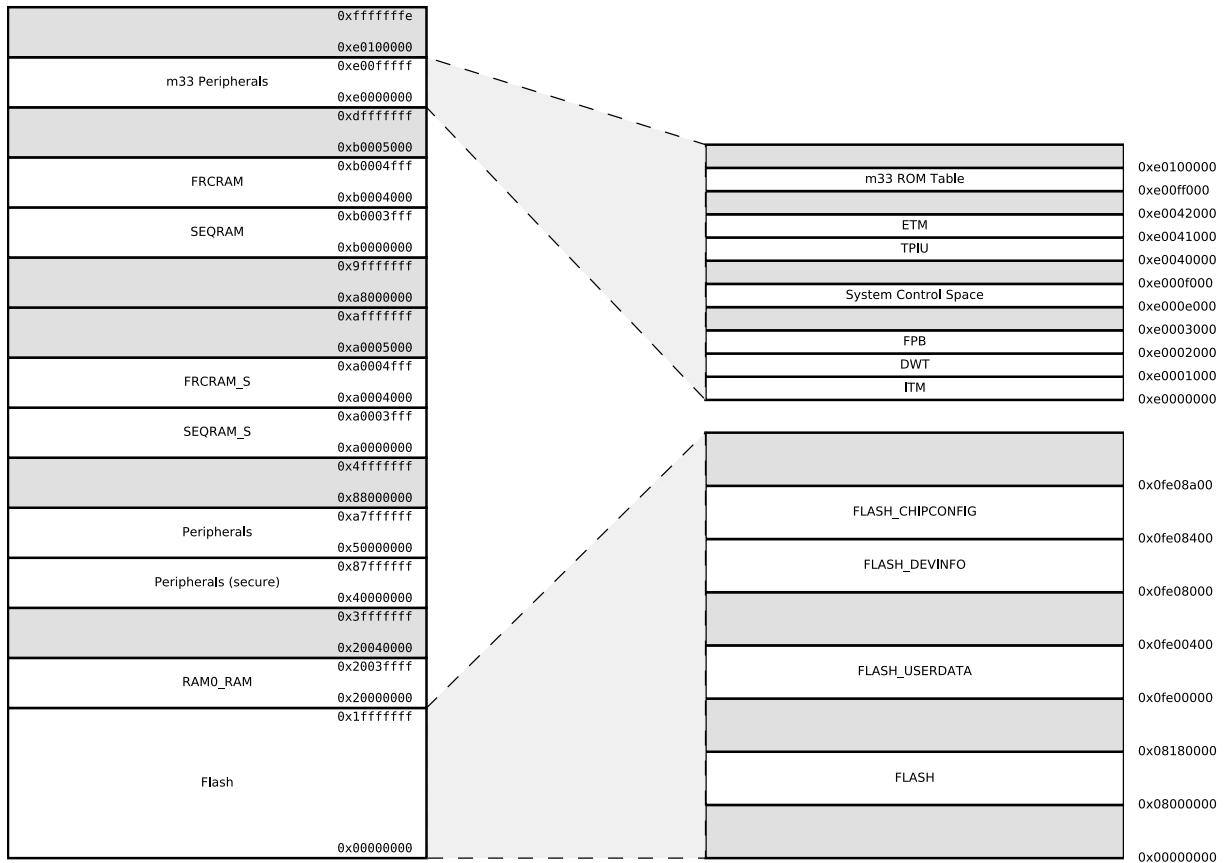 0xfffffffe
0xe0100000
0xe00fffff
m33 Peripherals
0xe0000000
0xdfffffff
0xb0005000
0xb0004fff
FRCRAM
0xb0004000
0xb0003fff
SEQRAM
0xb0000000
0x9fffffff
0xa8000000
0xafffffff
0xa0005000
0xa0004fff
FRCRAM_S
0xa0004000
0xa0003fff
SEQRAM_S
0xa0000000
0x4fffffff
0x88000000
0xa7ffffff
Peripherals
0x50000000
0x87ffffff
Peripherals (secure)
0x40000000
0x3fffffff
0x20040000
0x2003ffff
RAM0_RAM
0x20000000
0x1fffffff
Flash
0x00000000
0xe0100000
m33 ROM Table
0xe00ff000
0xe0042000
ETM
0xe0041000
TPIU
0xe0040000
0xe000f000
System Control Space
0xe000e000
0xe0003000
FPB
0xe0002000
DWT
0xe0001000
ITM
0xe0000000
0x0fe08a00
FLASH_CHIPCONFIG
0x0fe08400
FLASH_DEVINFO
0x0fe08000
0x0fe00400
FLASH_USERDATA
0x0fe00000
0x08180000
FLASH
0x08000000
0x00000000